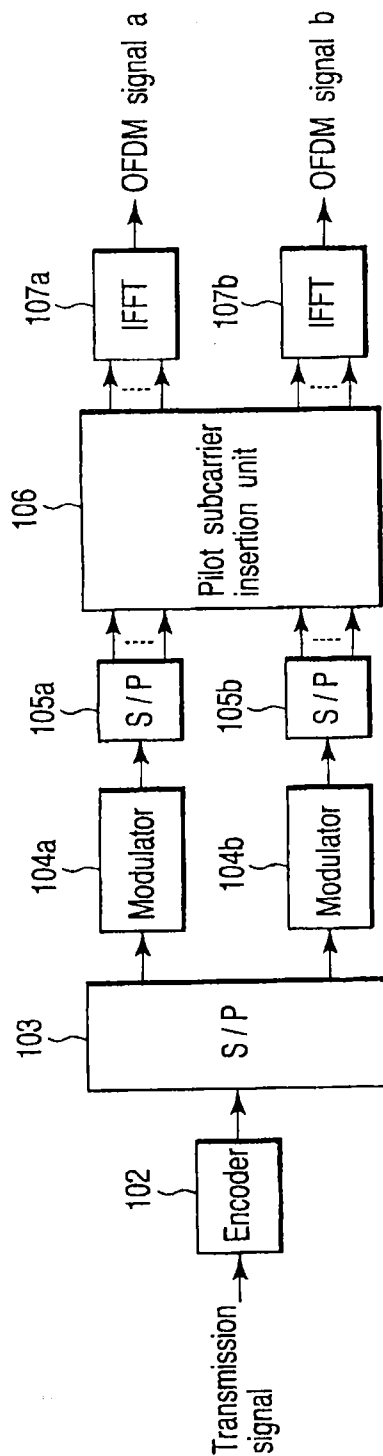 Transmission
signal
102
Encoder
103
S/P
104a
Modulator
104b
Modulator
105a
S/P
105b
S/P
106
Pilot subcarrier
insertion unit
107a
IFFT
107b
IFFT
OFDM signal a
OFDM signal b